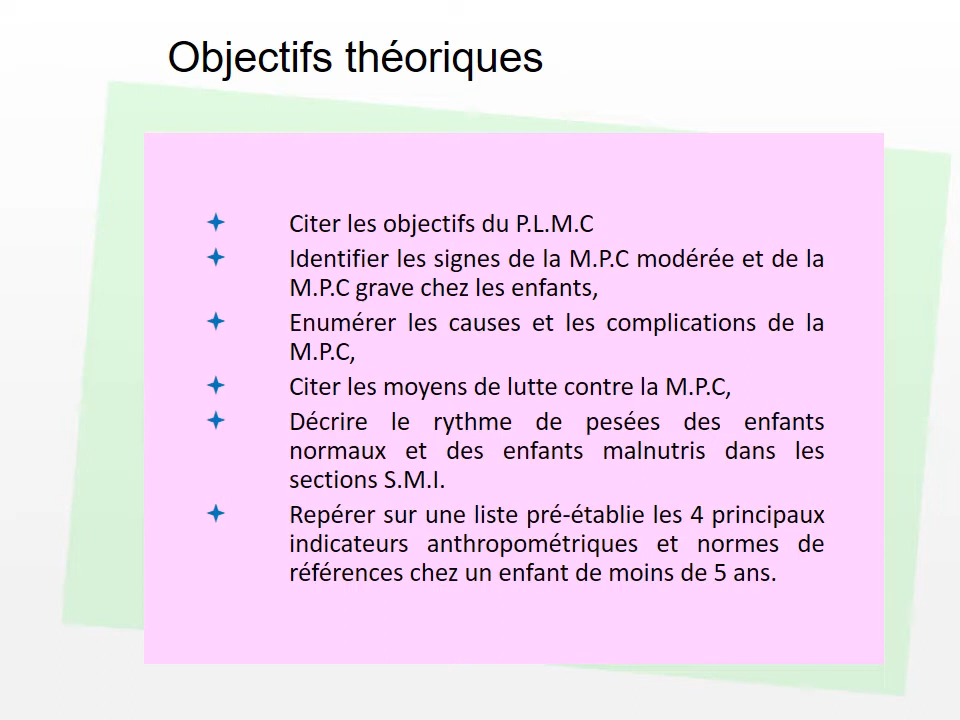 Objectifs théoriques
Citer les objectifs du P.L.M.C
Identifier les signes de la M.P.C modérée et de la
M.P.C grave chez les enfants,
Enumérer les causes et les complications de la
M.P.C,
Citer les moyens de lutte contre la M.P.C,
Décrire le rythme de pesées des enfants
normaux et des enfants malnutris dans les
sections S.M.I.
Repérer sur une liste pré-établie les 4 principaux
indicateurs anthropométriques et normes de
références chez un enfant de moins de 5 ans.